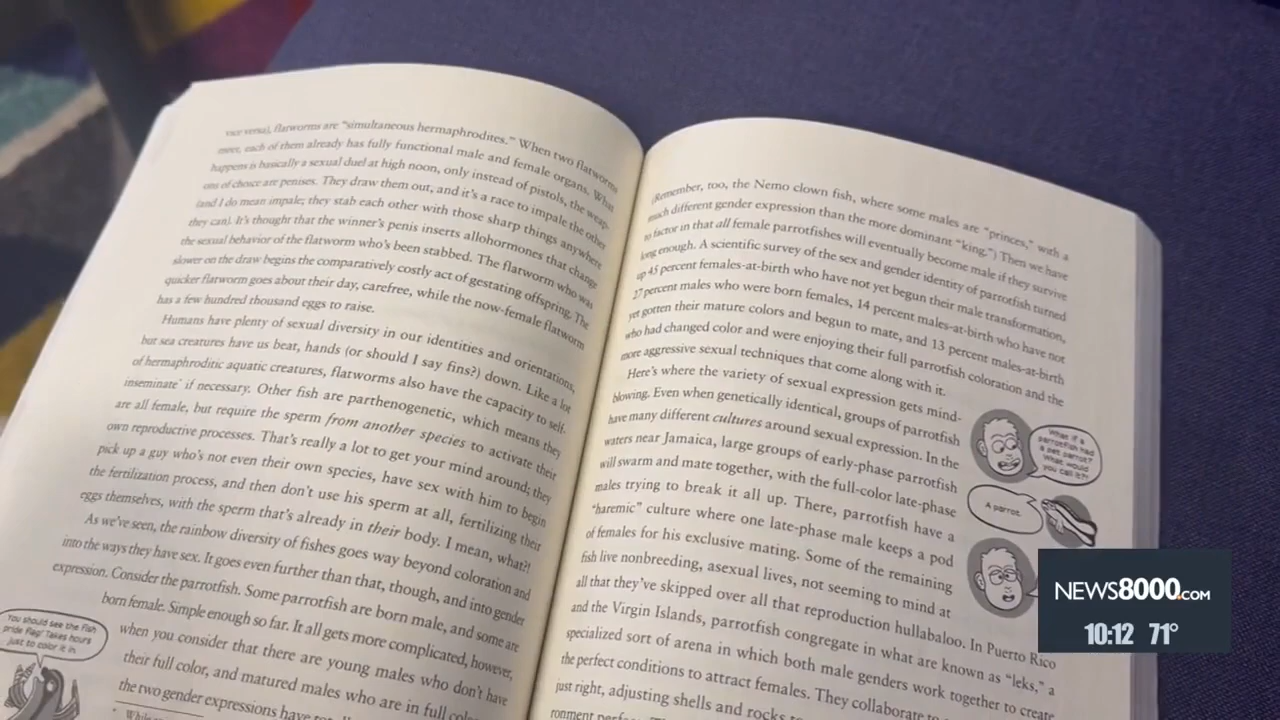 vice versa), flatworms are "simultaneous hermaphrodites." When two flatworms
meet, each of them already has fully functional male and female organs. What
happens is basically a sexual duel at high noon, only instead of pistols, the weap-
ons of choice are penises. They draw them out, and it's a race to impale the other
(and I do mean impale; they stab each other with those sharp things anywhere
they can). It's thought that the winner's penis inserts allohormones that change
the sexual behavior of the flatworm who's been stabbed. The flatworm who was
slower on the draw begins the comparatively costly act of gestating offspring. The
quicker flatworm goes about their day, carefree, while the now-female flatworm
has a few hundred thousand eggs to raise.
Humans have plenty of sexual diversity in our identities and orientations,
but sea creatures have us beat, hands (or should I say fins?) down. Like a lot
of hermaphroditic aquatic creatures, flatworms also have the capacity to self-
inseminate* if necessary. Other fish are parthenogenetic, which means they
are all female, but require the sperm from another species to activate their
own reproductive processes. That's really a lot to get your mind around; they
pick up a guy who's not even their own species, have sex with him to begin
the fertilization process, and then don't use his sperm at all, fertilizing their
eggs themselves, with the sperm that's already in their body. I mean, what?!
As we've seen, the rainbow diversity of fishes goes way beyond coloration and
into the ways they have sex. It goes even further than that, though, and into gender
expression. Consider the parrotfish. Some parrotfish are born male, and some are
born female. Simple enough so far. It all gets more complicated, however,
when you consider that there are young males who don't have
their full color, and matured males who are in full
the two gender expressions have
* While
You should see the fish
pride flag! Takes hours
just to color it in.
(Remember, too, the Nemo clown fish, where some males are "princes," with a
much different gender expression than the more dominant "king.") Then we have
to factor in that all female parrotfishes will eventually become male if they survive
long enough. A scientific survey of the sex and gender identity of parrotfish turned
up 45 percent females-at-birth who have not yet begun their male transformation,
27 percent males who were born females, 14 percent males-at-birth who have not
yet gotten their mature colors and begun to mate, and 13 percent males-at-birth
who had changed color and were enjoying their full parrotfish coloration and the
more aggressive sexual techniques that come along with it.
Here's where the variety of sexual expression gets mind-
blowing. Even when genetically identical, groups of parrotfish
have many different cultures around sexual expression. In the
waters near Jamaica, large groups of early-phase parrotfish
will swarm and mate together, with the full-color late-phase
males trying to break it all up. There, parrotfish have a
"haremic" culture where one late-phase male keeps a pod
of females for his exclusive mating. Some of the remaining
fish live nonbreeding, asexual lives, not seeming to mind at
all that they've skipped over all that reproduction hullabaloo. In Puerto Rico
and the Virgin Islands, parrotfish congregate in what are known as "leks," a
specialized sort of arena in which both male genders work together to create
the perfect conditions to attract females. They collaborate to
just right, adjusting shells and rocks
What if a
parrotfish had
a pet parrot?
What would
you call it?!
A parrot.
NEWS8000.COM
10:12 71°